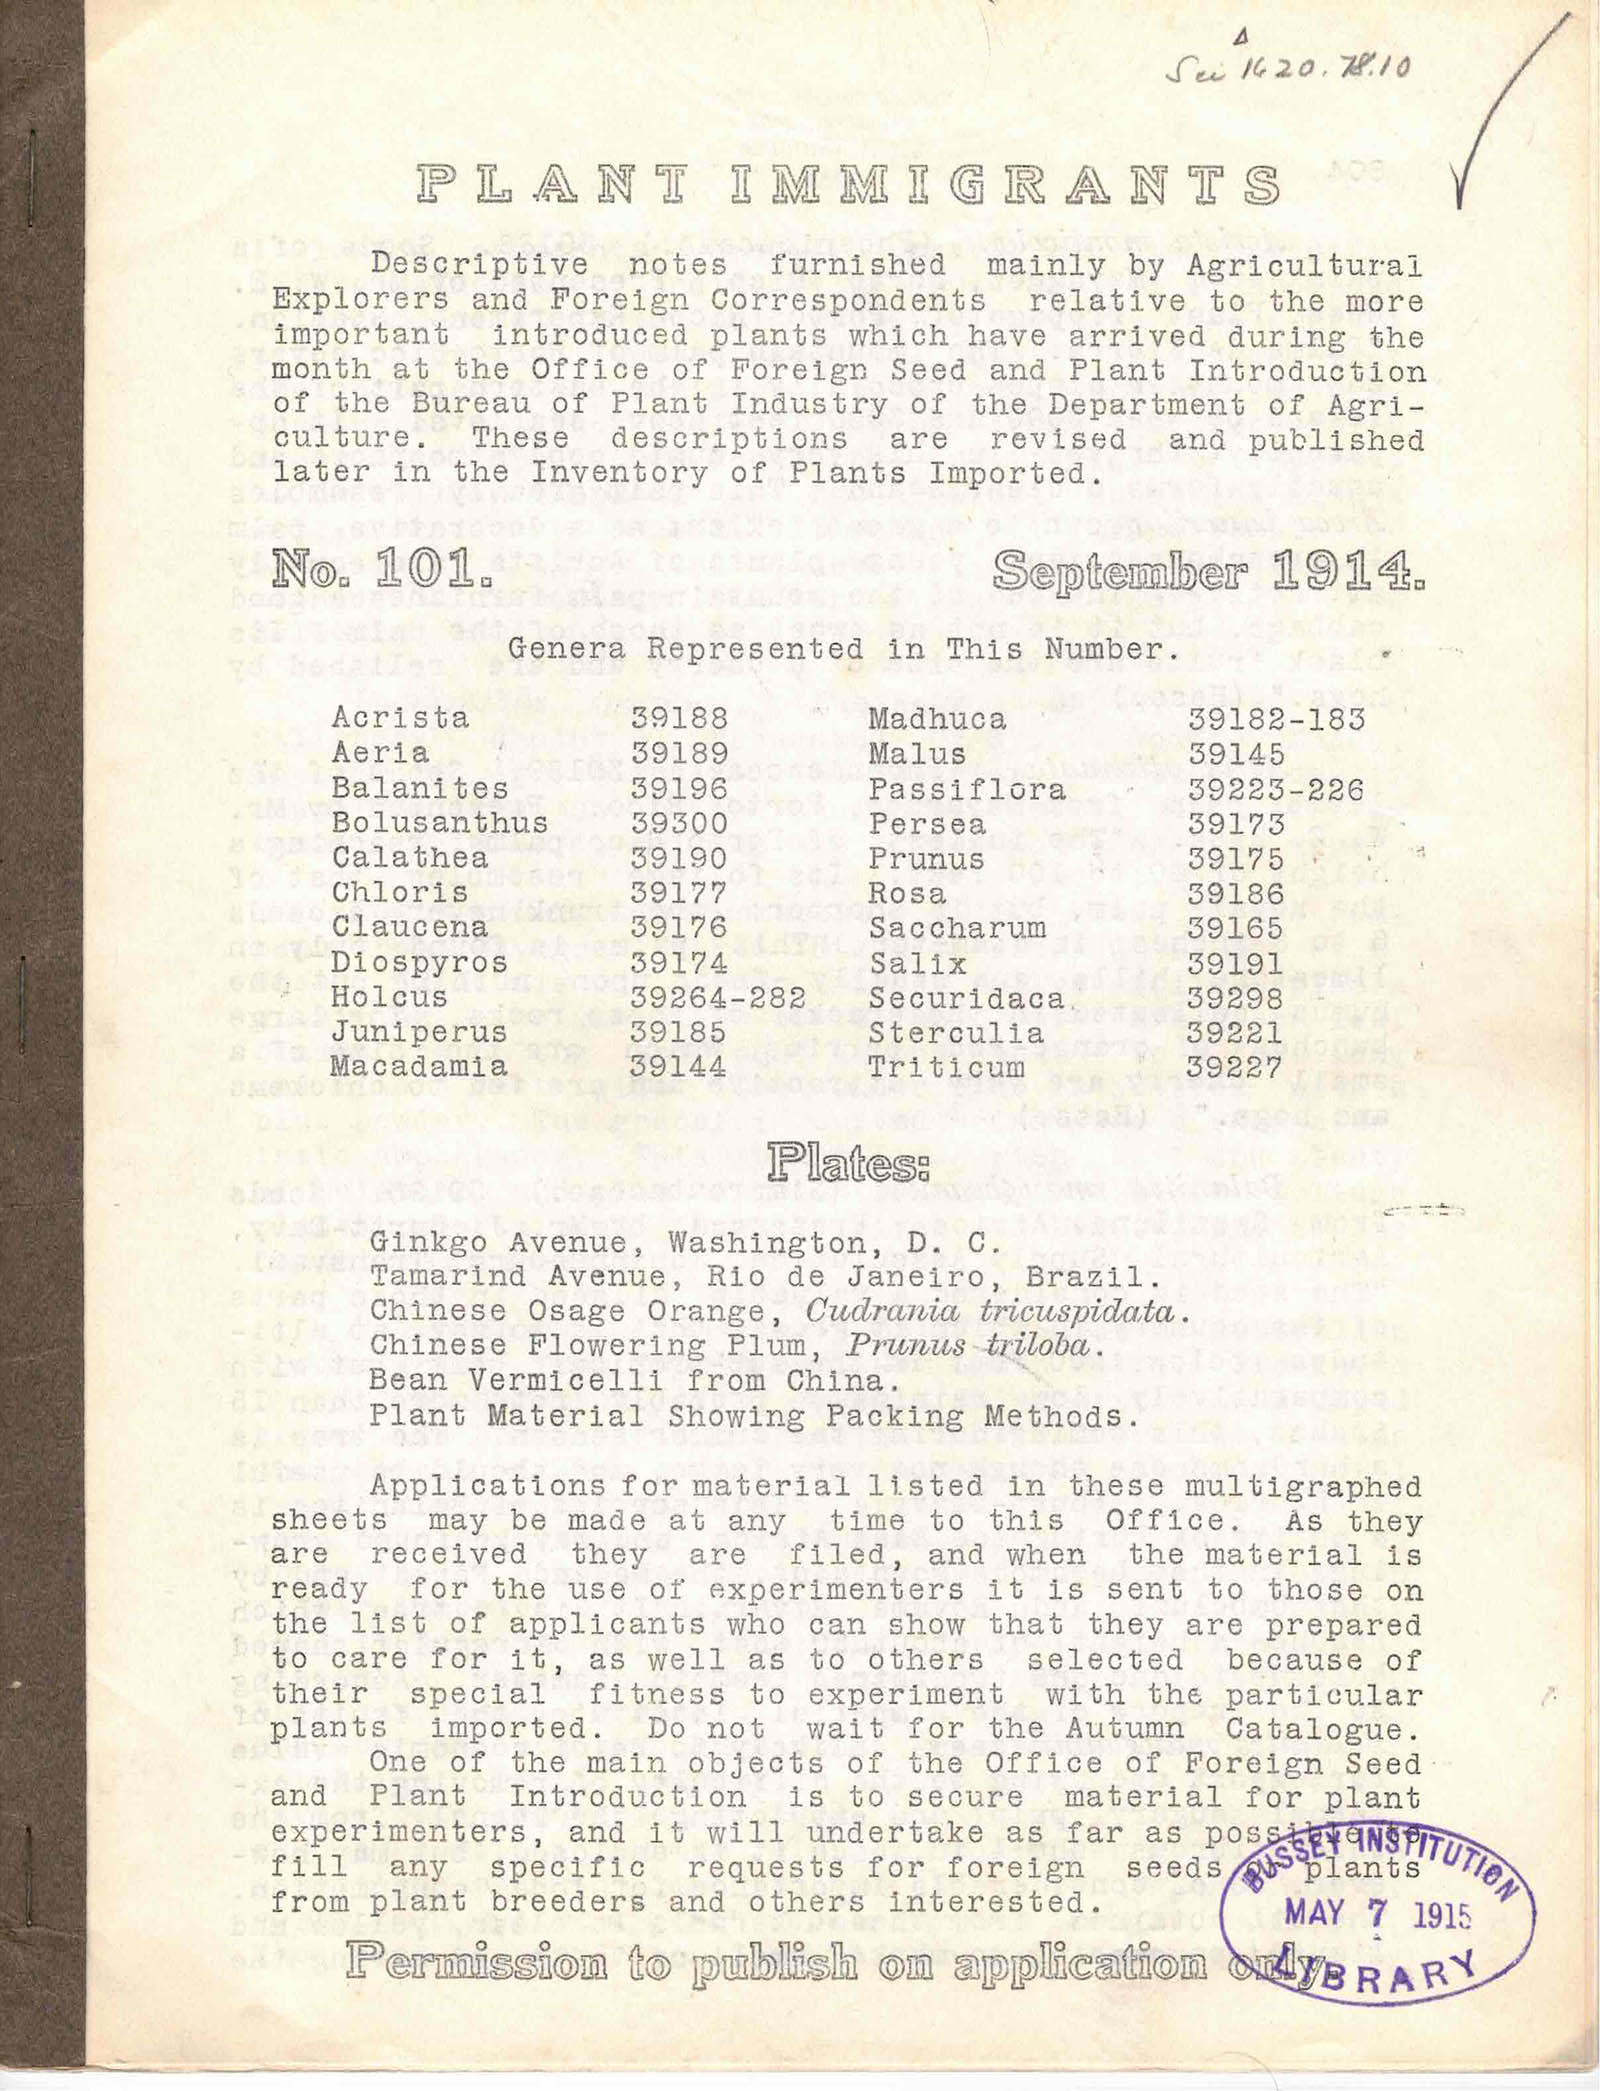 Sci 1620.78.10
PLANT IMMIGRANTS
Descriptive notes furnished mainly by Agricultural
Explorers and Foreign Correspondents relative to the more
important introduced plants which have arrived during the
month at the Office of Foreign Seed and Plant Introduction
of the Bureau of Plant Industry of the Department of Agri-
culture. These descriptions are revised and published
later in the Inventory of Plants Imported.
No. 101. September 1914.
Genera Represented in This Number.
Acrista 39188 Madhuca 39182-183
Aeria 39189 Malus 39145
Balanites 39196 Passiflora 39223-226
Bolusanthus 39300 Persea 39173
Calathea 39190 Prunus 39175
Chloris 39177 Rosa 39186
Claucena 39176 Saccharum 39165
Diospyros 39174 Salix 39191
Holcus 39264-282 Securidaca 39298
Juniperus 39185 Sterculia 39221
Macadamia 39144 Triticum 39227
Plates:
Ginkgo Avenue, Washington, D. C.
Tamarind Avenue, Rio de Janeiro, Brazil.
Chinese Osage Orange, Cudrania tricuspidata.
Chinese Flowering Plum, Prunus triloba.
Bean Vermicelli from China.
Plant Material Showing Packing Methods.
Applications for material listed in these multigraphed
sheets may be made at any time to this Office. As they
are received they are filed, and when the material is
ready for the use of experimenters it is sent to those on
the list of applicants who can show that they are prepared
to care for it, as well as to others selected because of
their special fitness to experiment with the particular
plants imported. Do not wait for the Autumn Catalogue.
One of the main objects of the Office of Foreign Seed
and Plant Introduction is to secure material for plant
experimenters, and it will undertake as far as possible to
fill any specific requests for foreign seeds or plants
from plant breeders and others interested.
Permission to publish on application only.
BUSSEY INSTITUTION
MAY 7 1915
LIBRARY